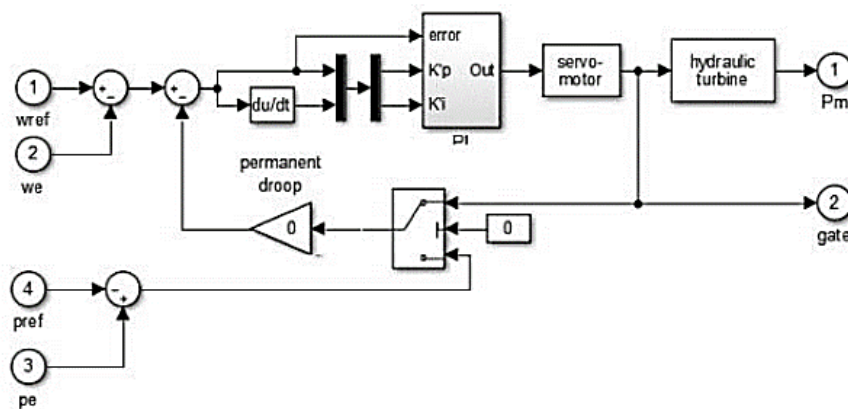 error
K'p
K'i
Out
PI
servo-
motor
hydraulic
turbine
1
Pm
1
wref
2
we
+
-
+
-
du/dt
permanent
droop
0
0
2
gate
4
pref
3
pe
-
+